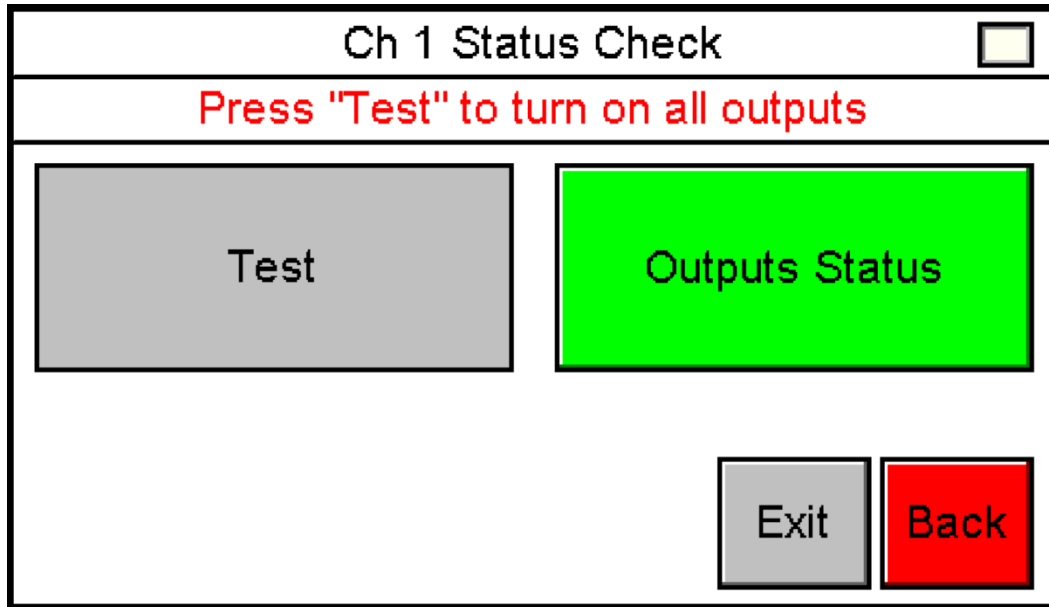 Ch 1 Status Check
Press "Test" to turn on all outputs
Test
Outputs Status
Exit
Back